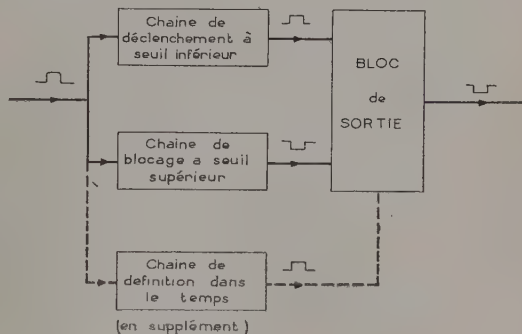 Chaine de
déclenchement à
seuil inférieur
BLOC
de
SORTIE
Chaine de
blocage a seuil
supérieur
Chaine de
definition dans
le temps
(en supplément)